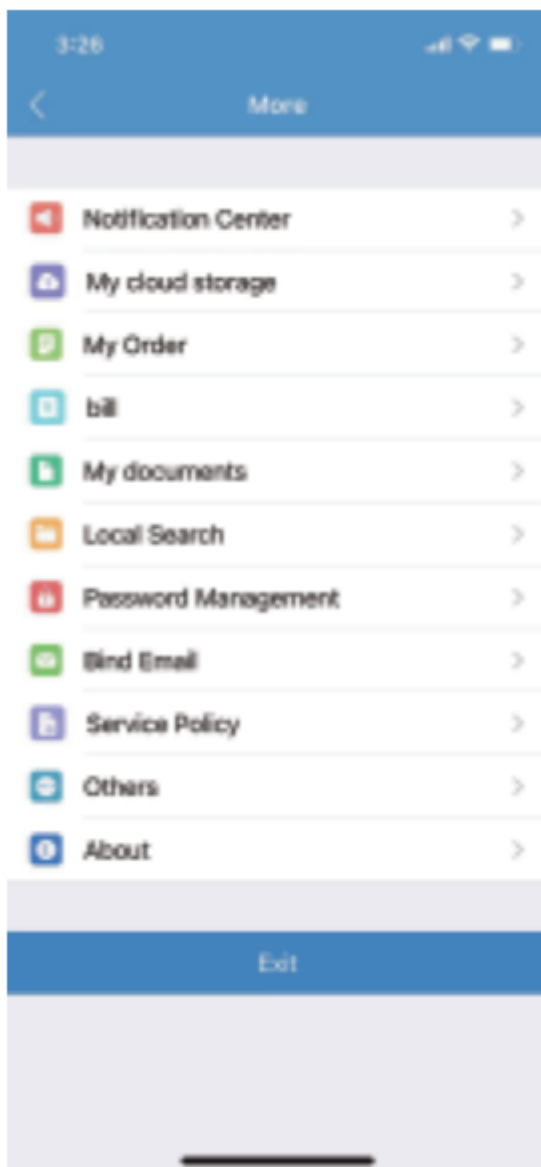 3:26
More
Notification Center
My cloud storage
My Order
bill
My documents
Local Search
Password Management
Bind Email
Service Policy
Others
About
Exit